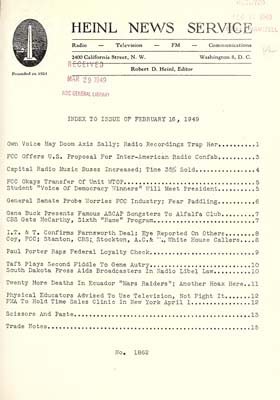 HEINL NEWS SERVICE
Radio — Television — FM — Communications
2400 California Street, N. W. Washington 8, D. C.
RECEIVED
Robert D. Heinl, Editor
Founded in 1924
MAR 29 1949
NBC GENERAL LIBRARY
INDEX TO ISSUE OF FEBRUARY 16, 1949
Own Voice May Doom Axis Sally; Radio Recordings Trap Her..........1
FCC Offers U.S. Proposal For Inter-American Radio Confab..........3
Capital Radio Music Buses Increased; Time 38% Sold................4
FCC Okays Transfer Of Unit WTOP...................................5
Student "Voice Of Democracy Winners" Will Meet President..........5
General Senate Probe Worries FCC Industry; Fear Paddling..........6
Gene Buck Presents Famous ASCAP Songsters To Alfalfa Club.........7
CBS Gets McCarthy, Sixth "Name" Program...........................7
I.T. & T. Confirms Farnsworth Deal; Eye Reported On Others........8
Coy, FCC; Stanton, CBS; Stockton, A.C.& White House Callers....8
Paul Porter Raps Federal Loyalty Check............................9
Taft Plays Second Fiddle To Gene Autry...........................10
South Dakota Press Aids Broadcasters In Radio Libel Law..........10
Twenty More Deaths In Ecuador "Mars Raiders"; Another Hoax Here..11
Physical Educators Advised To Use Television, Not Fight It.......12
FMA To Hold Time Sales Clinic In New York April 1................12
Scissors And Paste...............................................13
Trade Notes......................................................15
No. 1862